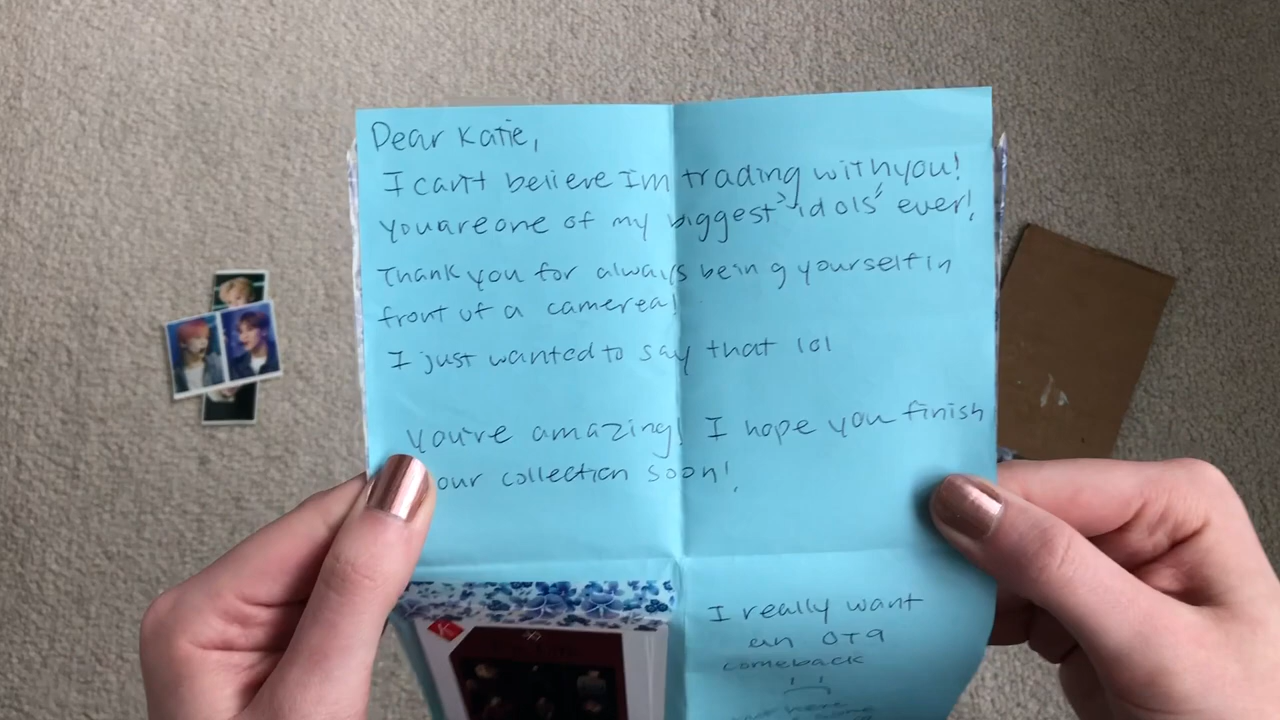 Dear Katie,
I can't believe I'm trading with you!
You are one of my biggest "idols" ever!
Thank you for always being yourself in
front of a camerea!
I just wanted to say that lol
You're amazing! I hope you finish
our collection soon!
I really want
an OT9
comeback
K
EXO